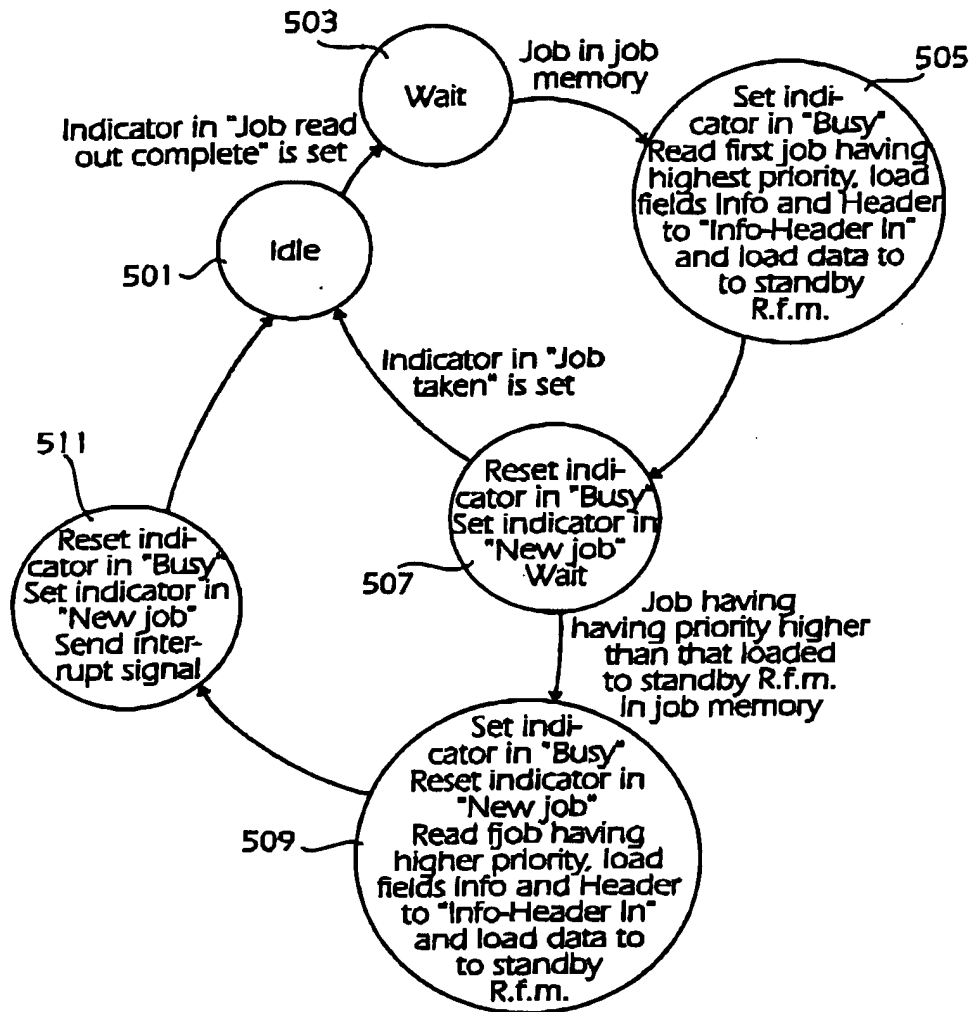 503
Wait
Job in job
memory
505
Set indi-
cator in "Busy"
Read first job having
highest priority, load
fields Info and Header
to "Info-Header In"
and load data to
to standby
R.f.m.
Indicator in "Job read
out complete" is set
Idle
501
Indicator in "Job
taken" is set
511
Reset indi-
cator in "Busy"
Set indicator in
"New job"
Send inter-
rupt signal
Reset indi-
cator in "Busy"
Set indicator in
"New job"
Wait
507
Job having
having priority higher
than that loaded
to standby R.f.m.
in job memory
Set indi-
cator in "Busy"
Reset indicator in
"New job"
Read fjob having
higher priority, load
fields Info and Header
to "Info-Header In"
and load data to
to standby
R.f.m.
509